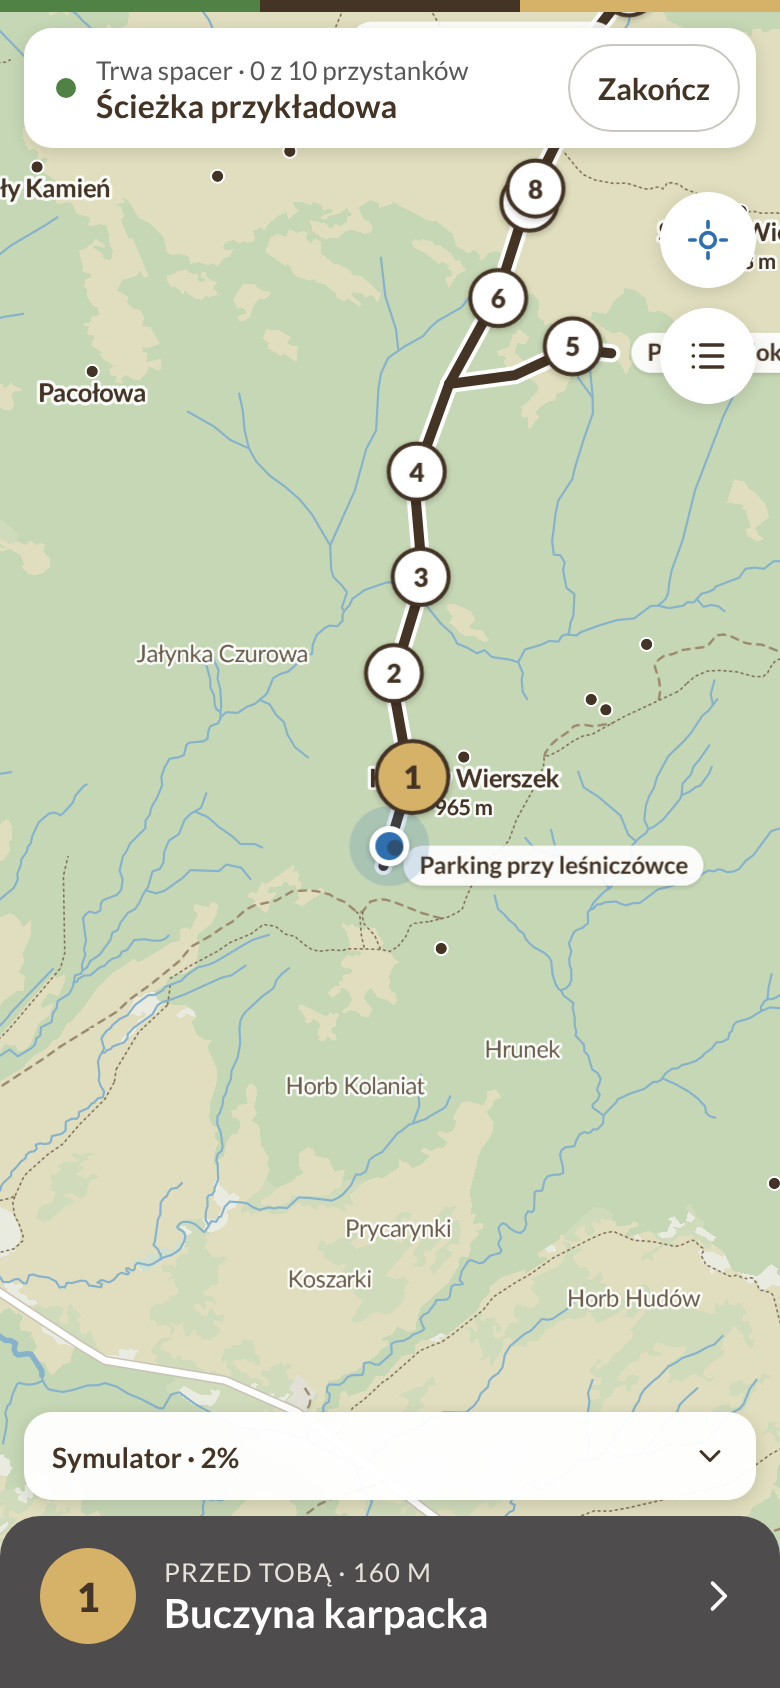 Trwa spacer · 0 z 10 przystanków
Ścieżka przykładowa
Zakończ
ły Kamień
8
6
5
Pacołowa
4
3
Jałynka Czurowa
2
1
Wierszek
965 m
Parking przy leśniczówce
Hrunek
Horb Kolaniat
Prycarynki
Koszarki
Horb Hudów
Symulator · 2%
1
PRZED TOBĄ · 160 M
Buczyna karpacka